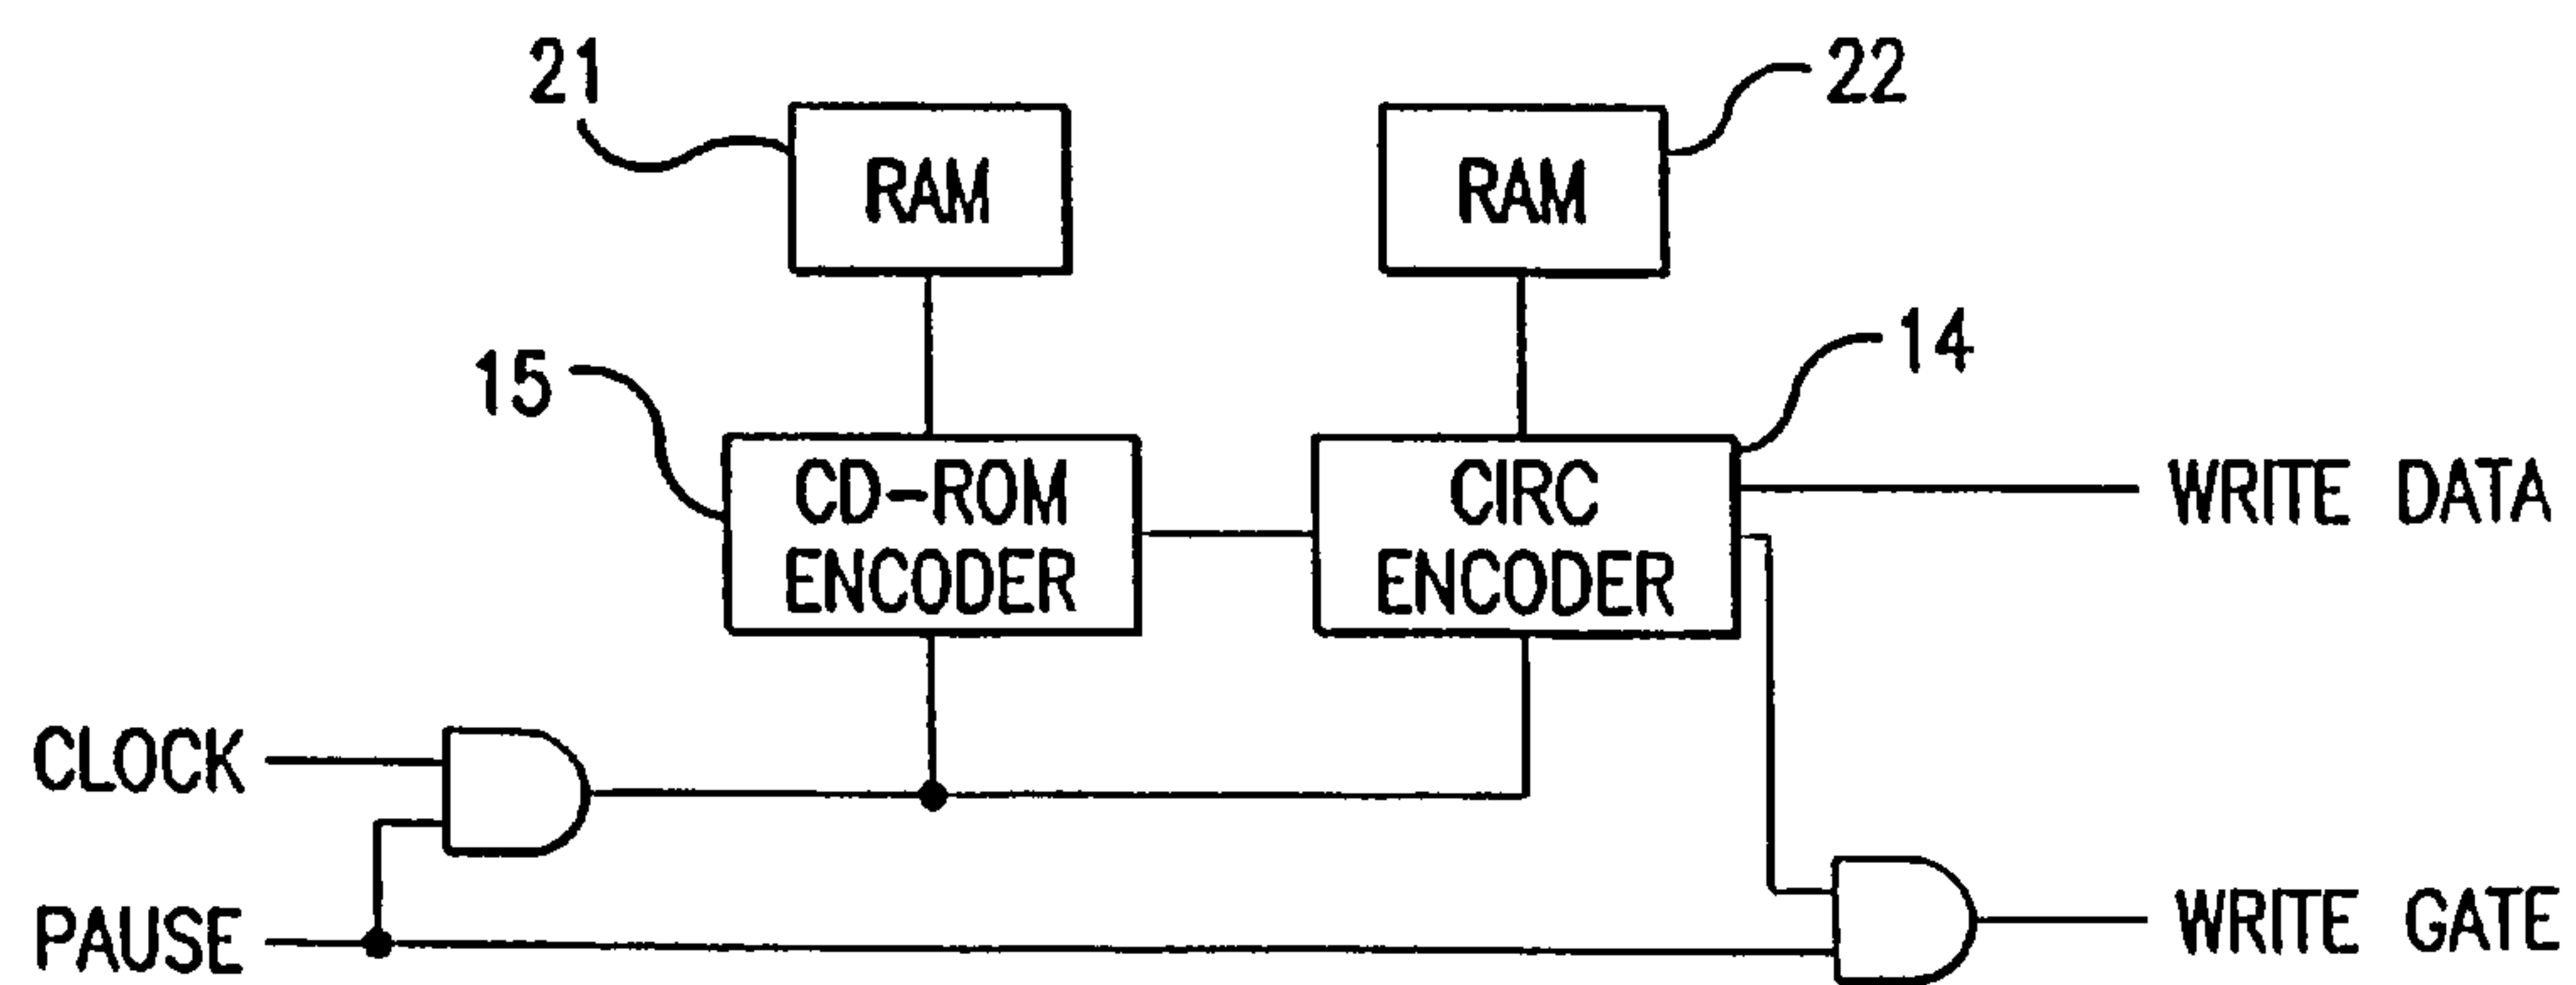 21
22
RAM
RAM
15
14
CD-ROM
ENCODER
CIRC
ENCODER
WRITE DATA
CLOCK
PAUSE
WRITE GATE